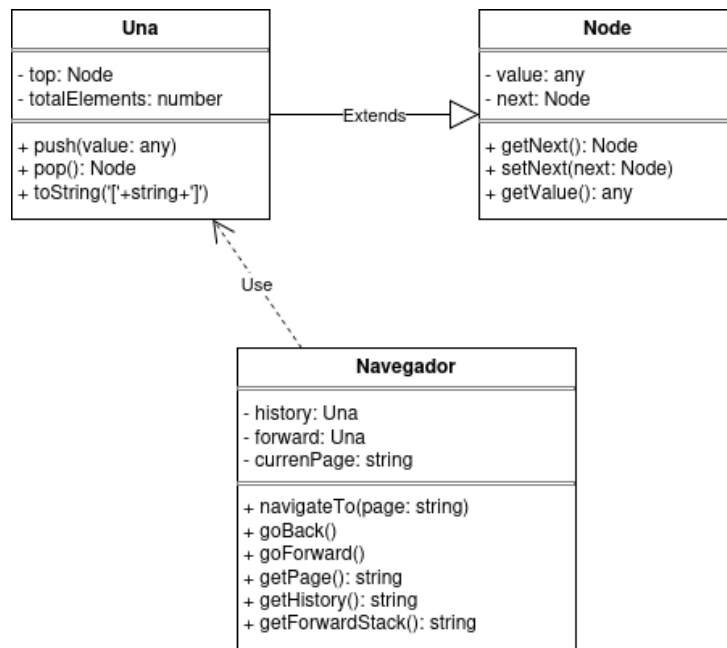 Una
- top: Node
- totalElements: number
+ push(value: any)
+ pop(): Node
+ toString('['+string+']')
Extends
Node
- value: any
- next: Node
+ getNext(): Node
+ setNext(next: Node)
+ getValue(): any
Use
Navegador
- history: Una
- forward: Una
- currenPage: string
+ navigateTo(page: string)
+ goBack()
+ goForward()
+ getPage(): string
+ getHistory(): string
+ getForwardStack(): string